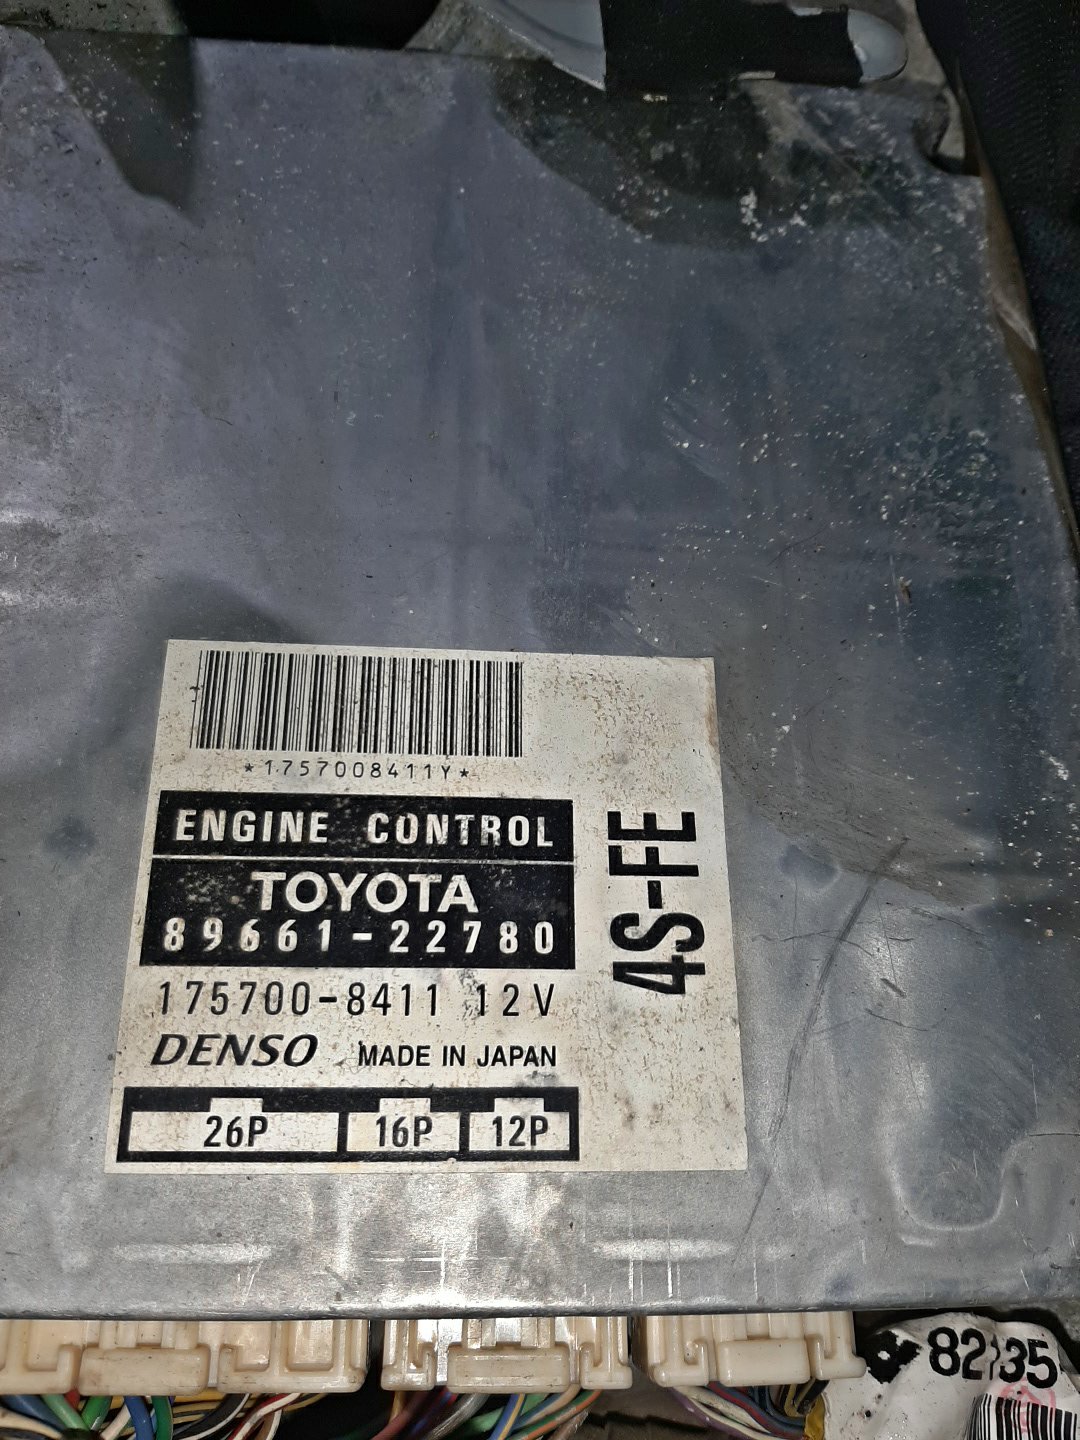 *1757008411Y*
ENGINE CONTROL
TOYOTA
89661-22780
175700-8411 12V
DENSO MADE IN JAPAN
26P 16P 12P
4S-FE